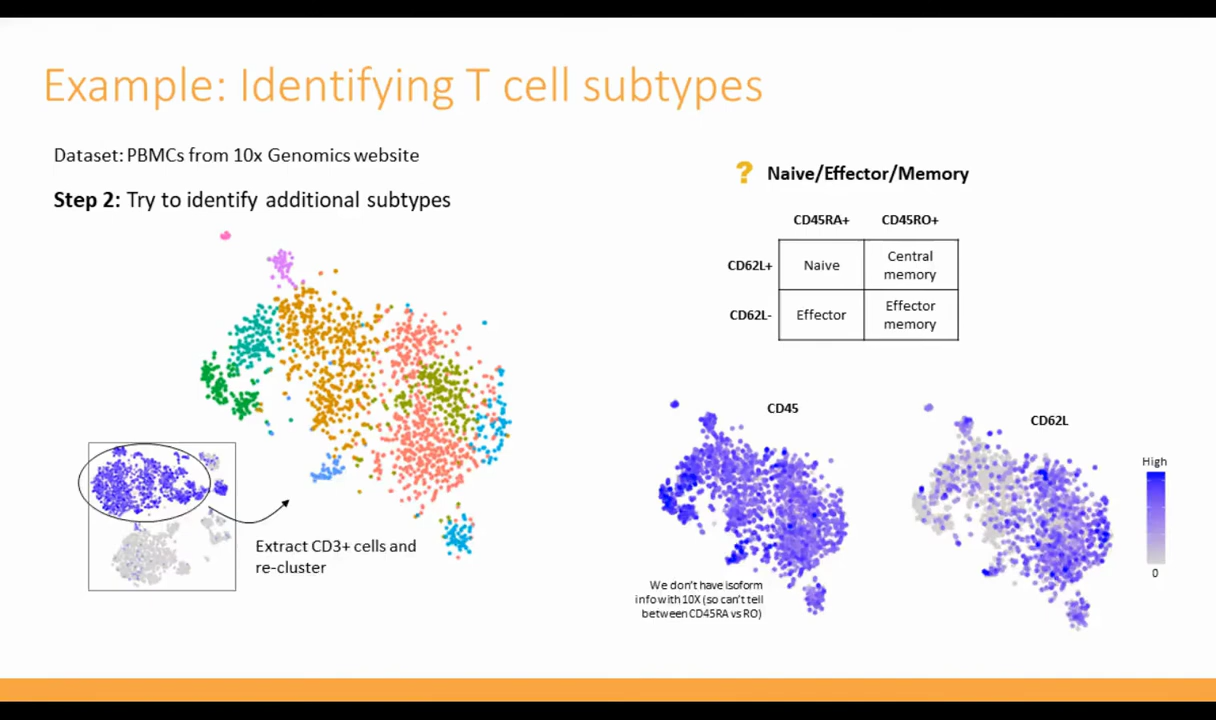 Example: Identifying T cell subtypes
Dataset: PBMCs from 10x Genomics website
Step 2: Try to identify additional subtypes
Extract CD3+ cells and
re-cluster
? Naive/Effector/Memory
CD45RA+ CD45RO+
CD62L+ Naive Central
memory
CD62L- Effector Effector
memory
CD45
CD62L
High
0
We don't have isoform
info with 10X (so can't tell
between CD45RA vs RO)